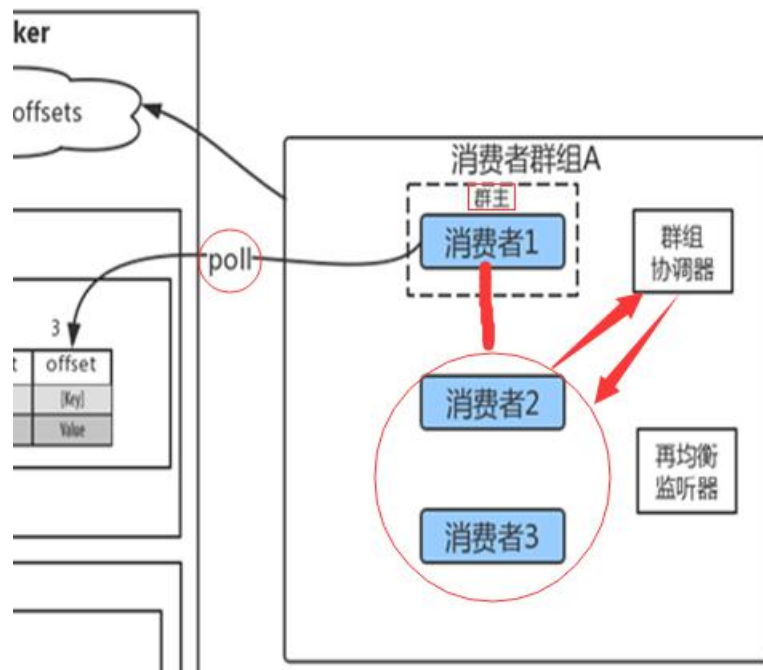 ker
offsets
消费者群组A
群主
消费者1
群组
协调器
poll
3
t
offset
[Key]
Value
消费者2
再均衡
监听器
消费者3